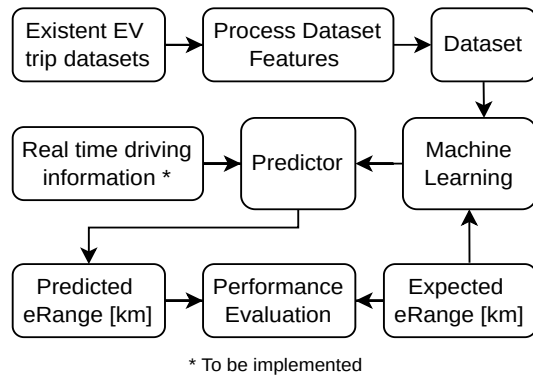 Existent EV
trip datasets
Process Dataset
Features
Dataset
Real time driving
information *
Predictor
Machine
Learning
Predicted
eRange [km]
Performance
Evaluation
Expected
eRange [km]
* To be implemented